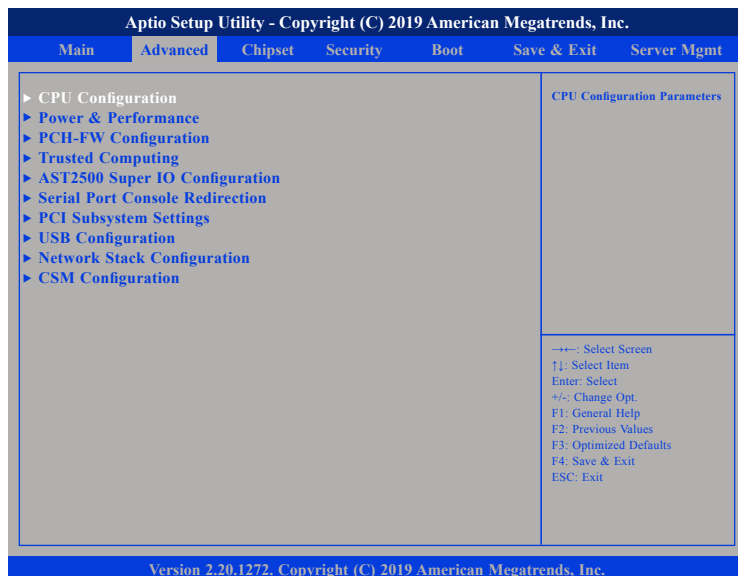 Aptio Setup Utility - Copyright (C) 2019 American Megatrends, Inc.
Main Advanced Chipset Security Boot Save & Exit Server Mgmt
► CPU Configuration
► Power & Performance
► PCH-FW Configuration
► Trusted Computing
► AST2500 Super IO Configuration
► Serial Port Console Redirection
► PCI Subsystem Settings
► USB Configuration
► Network Stack Configuration
► CSM Configuration
CPU Configuration Parameters
→←: Select Screen
↑↓: Select Item
Enter: Select
+/-: Change Opt.
F1: General Help
F2: Previous Values
F3: Optimized Defaults
F4: Save & Exit
ESC: Exit
Version 2.20.1272. Copyright (C) 2019 American Megatrends, Inc.